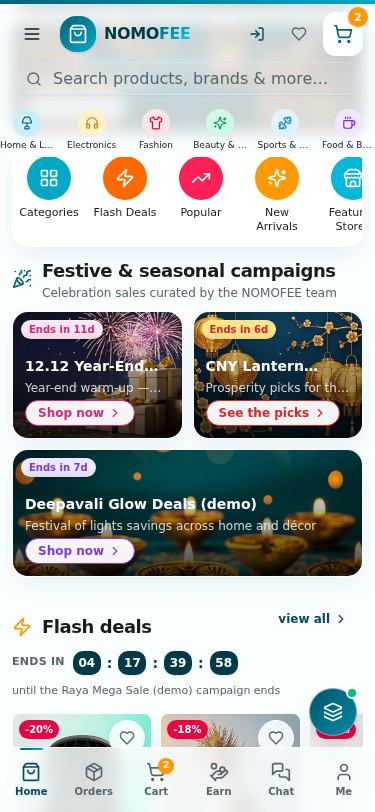 2
NOMOFEE
Search products, brands & more...
Home & L...
Electronics
Fashion
Beauty & ...
Sports & ...
Food & B...
Categories
Flash Deals
Popular
New Arrivals
Featur
Store
Festive & seasonal campaigns
Celebration sales curated by the NOMOFEE team
Ends in 11d
12.12 Year-End...
Year-end warm-up —...
Shop now
Ends in 6d
CNY Lantern...
Prosperity picks for th...
See the picks
Ends in 7d
Deepavali Glow Deals (demo)
Festival of lights savings across home and décor
Shop now
Flash deals
view all
ENDS IN 04 : 17 : 39 : 58
until the Raya Mega Sale (demo) campaign ends
-20%
-18%
2
Home
Orders
Cart
Earn
Chat
Me